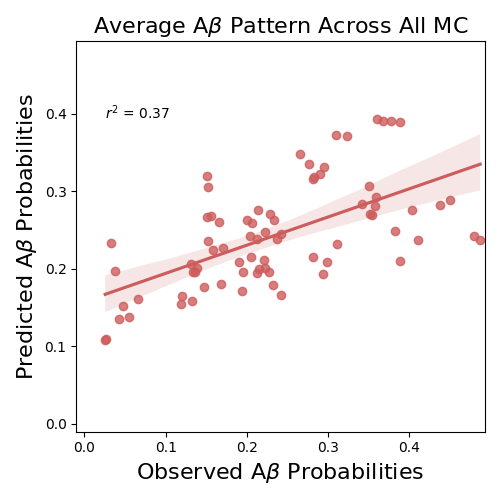 Average Aβ Pattern Across All MC
r² = 0.37
Predicted Aβ Probabilities
0.4
0.3
0.2
0.1
0.0
0.0 0.1 0.2 0.3 0.4
Observed Aβ Probabilities